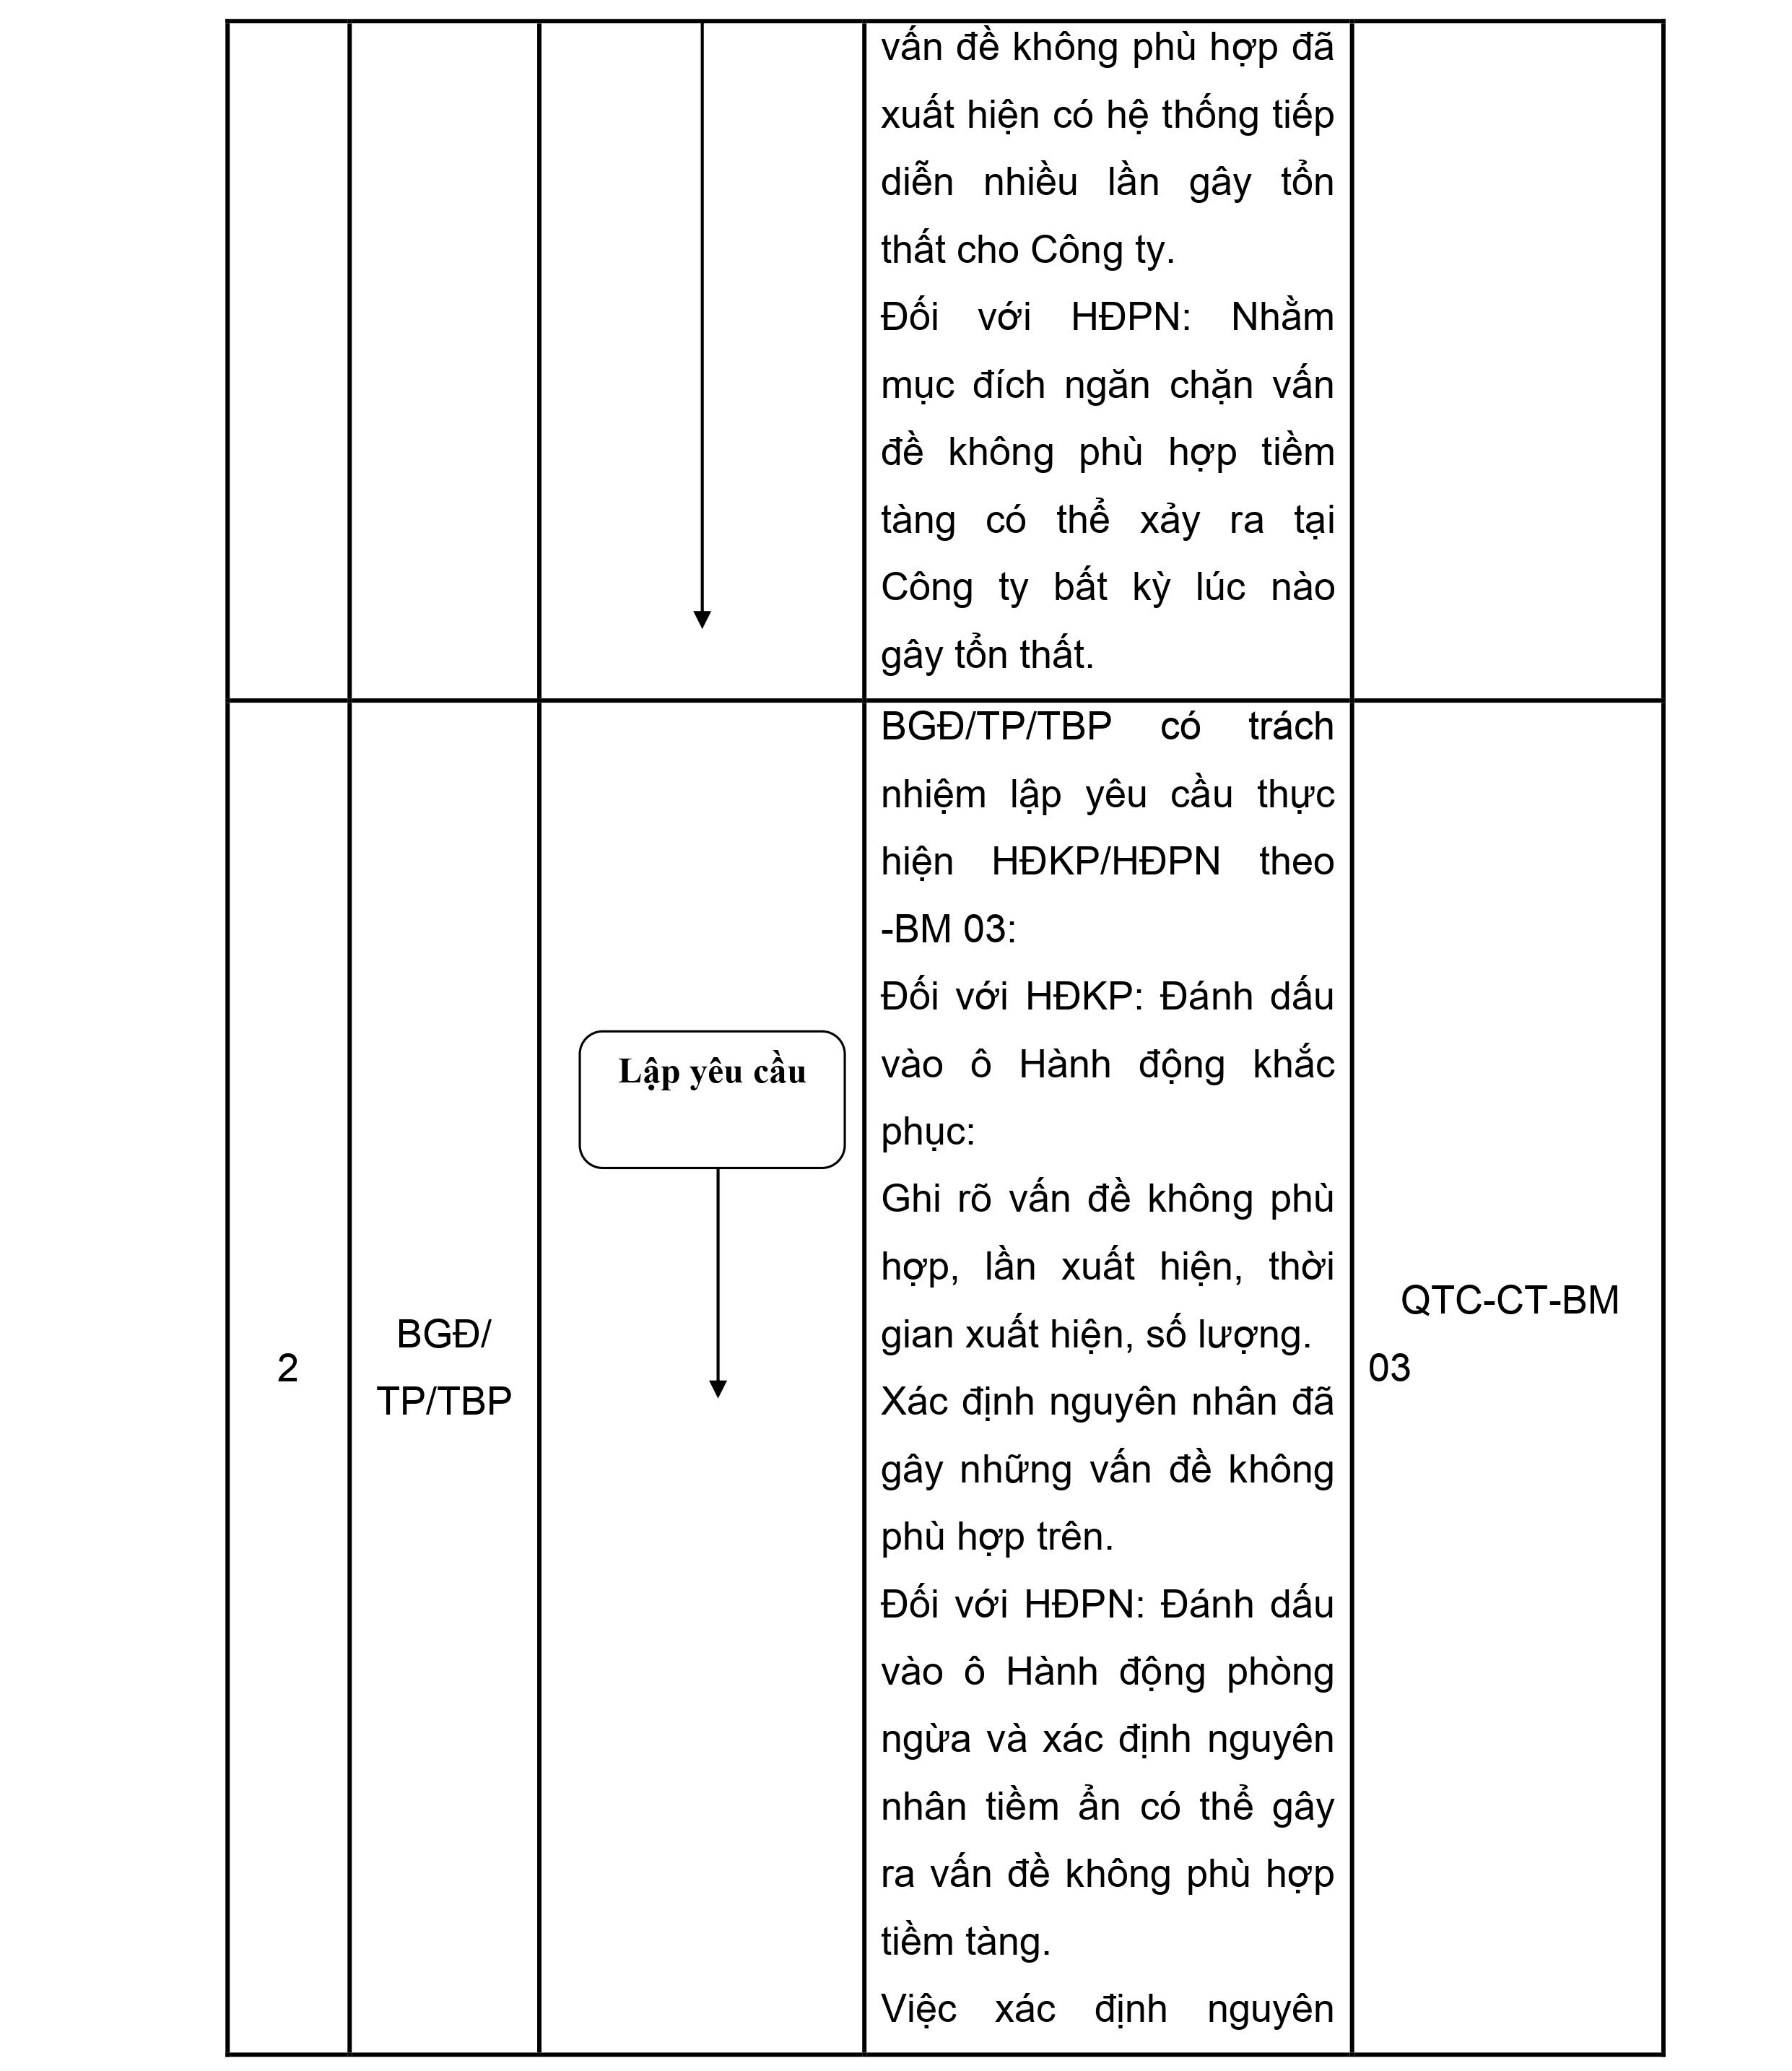 vấn đề không phù hợp đã
xuất hiện có hệ thống tiếp
diễn nhiều lần gây tổn
thất cho Công ty.
Đối với HĐPN: Nhằm
mục đích ngăn chặn vấn
đề không phù hợp tiềm
tàng có thể xảy ra tại
Công ty bất kỳ lúc nào
gây tổn thất.
2
BGĐ/
TP/TBP
Lập yêu cầu
BGĐ/TP/TBP có trách
nhiệm lập yêu cầu thực
hiện HĐKP/HĐPN theo
-BM 03:
Đối với HĐKP: Đánh dấu
vào ô Hành động khắc
phục:
Ghi rõ vấn đề không phù
hợp, lần xuất hiện, thời
gian xuất hiện, số lượng.
Xác định nguyên nhân đã
gây những vấn đề không
phù hợp trên.
Đối với HĐPN: Đánh dấu
vào ô Hành động phòng
ngừa và xác định nguyên
nhân tiềm ẩn có thể gây
ra vấn đề không phù hợp
tiềm tàng.
Việc xác định nguyên
QTC-CT-BM
03